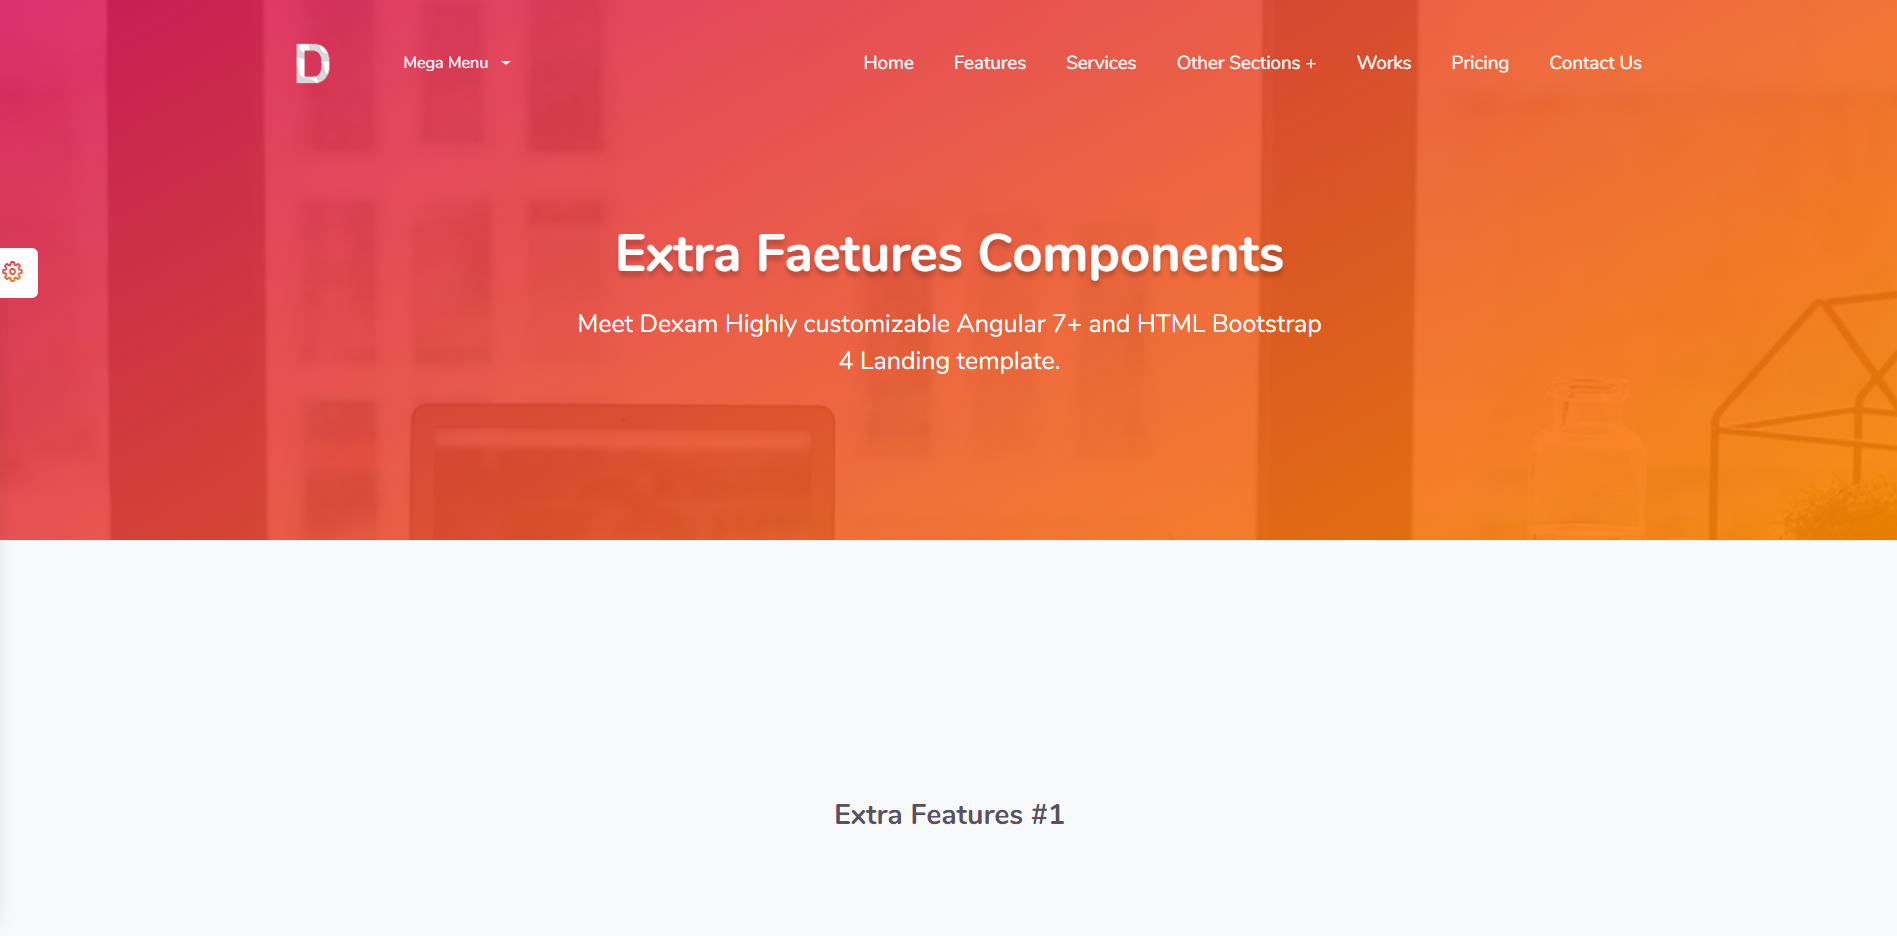 D
Mega Menu
Home Features Services Other Sections + Works Pricing Contact Us
Extra Faetures Components
Meet Dexam Highly customizable Angular 7+ and HTML Bootstrap
4 Landing template.
Extra Features #1